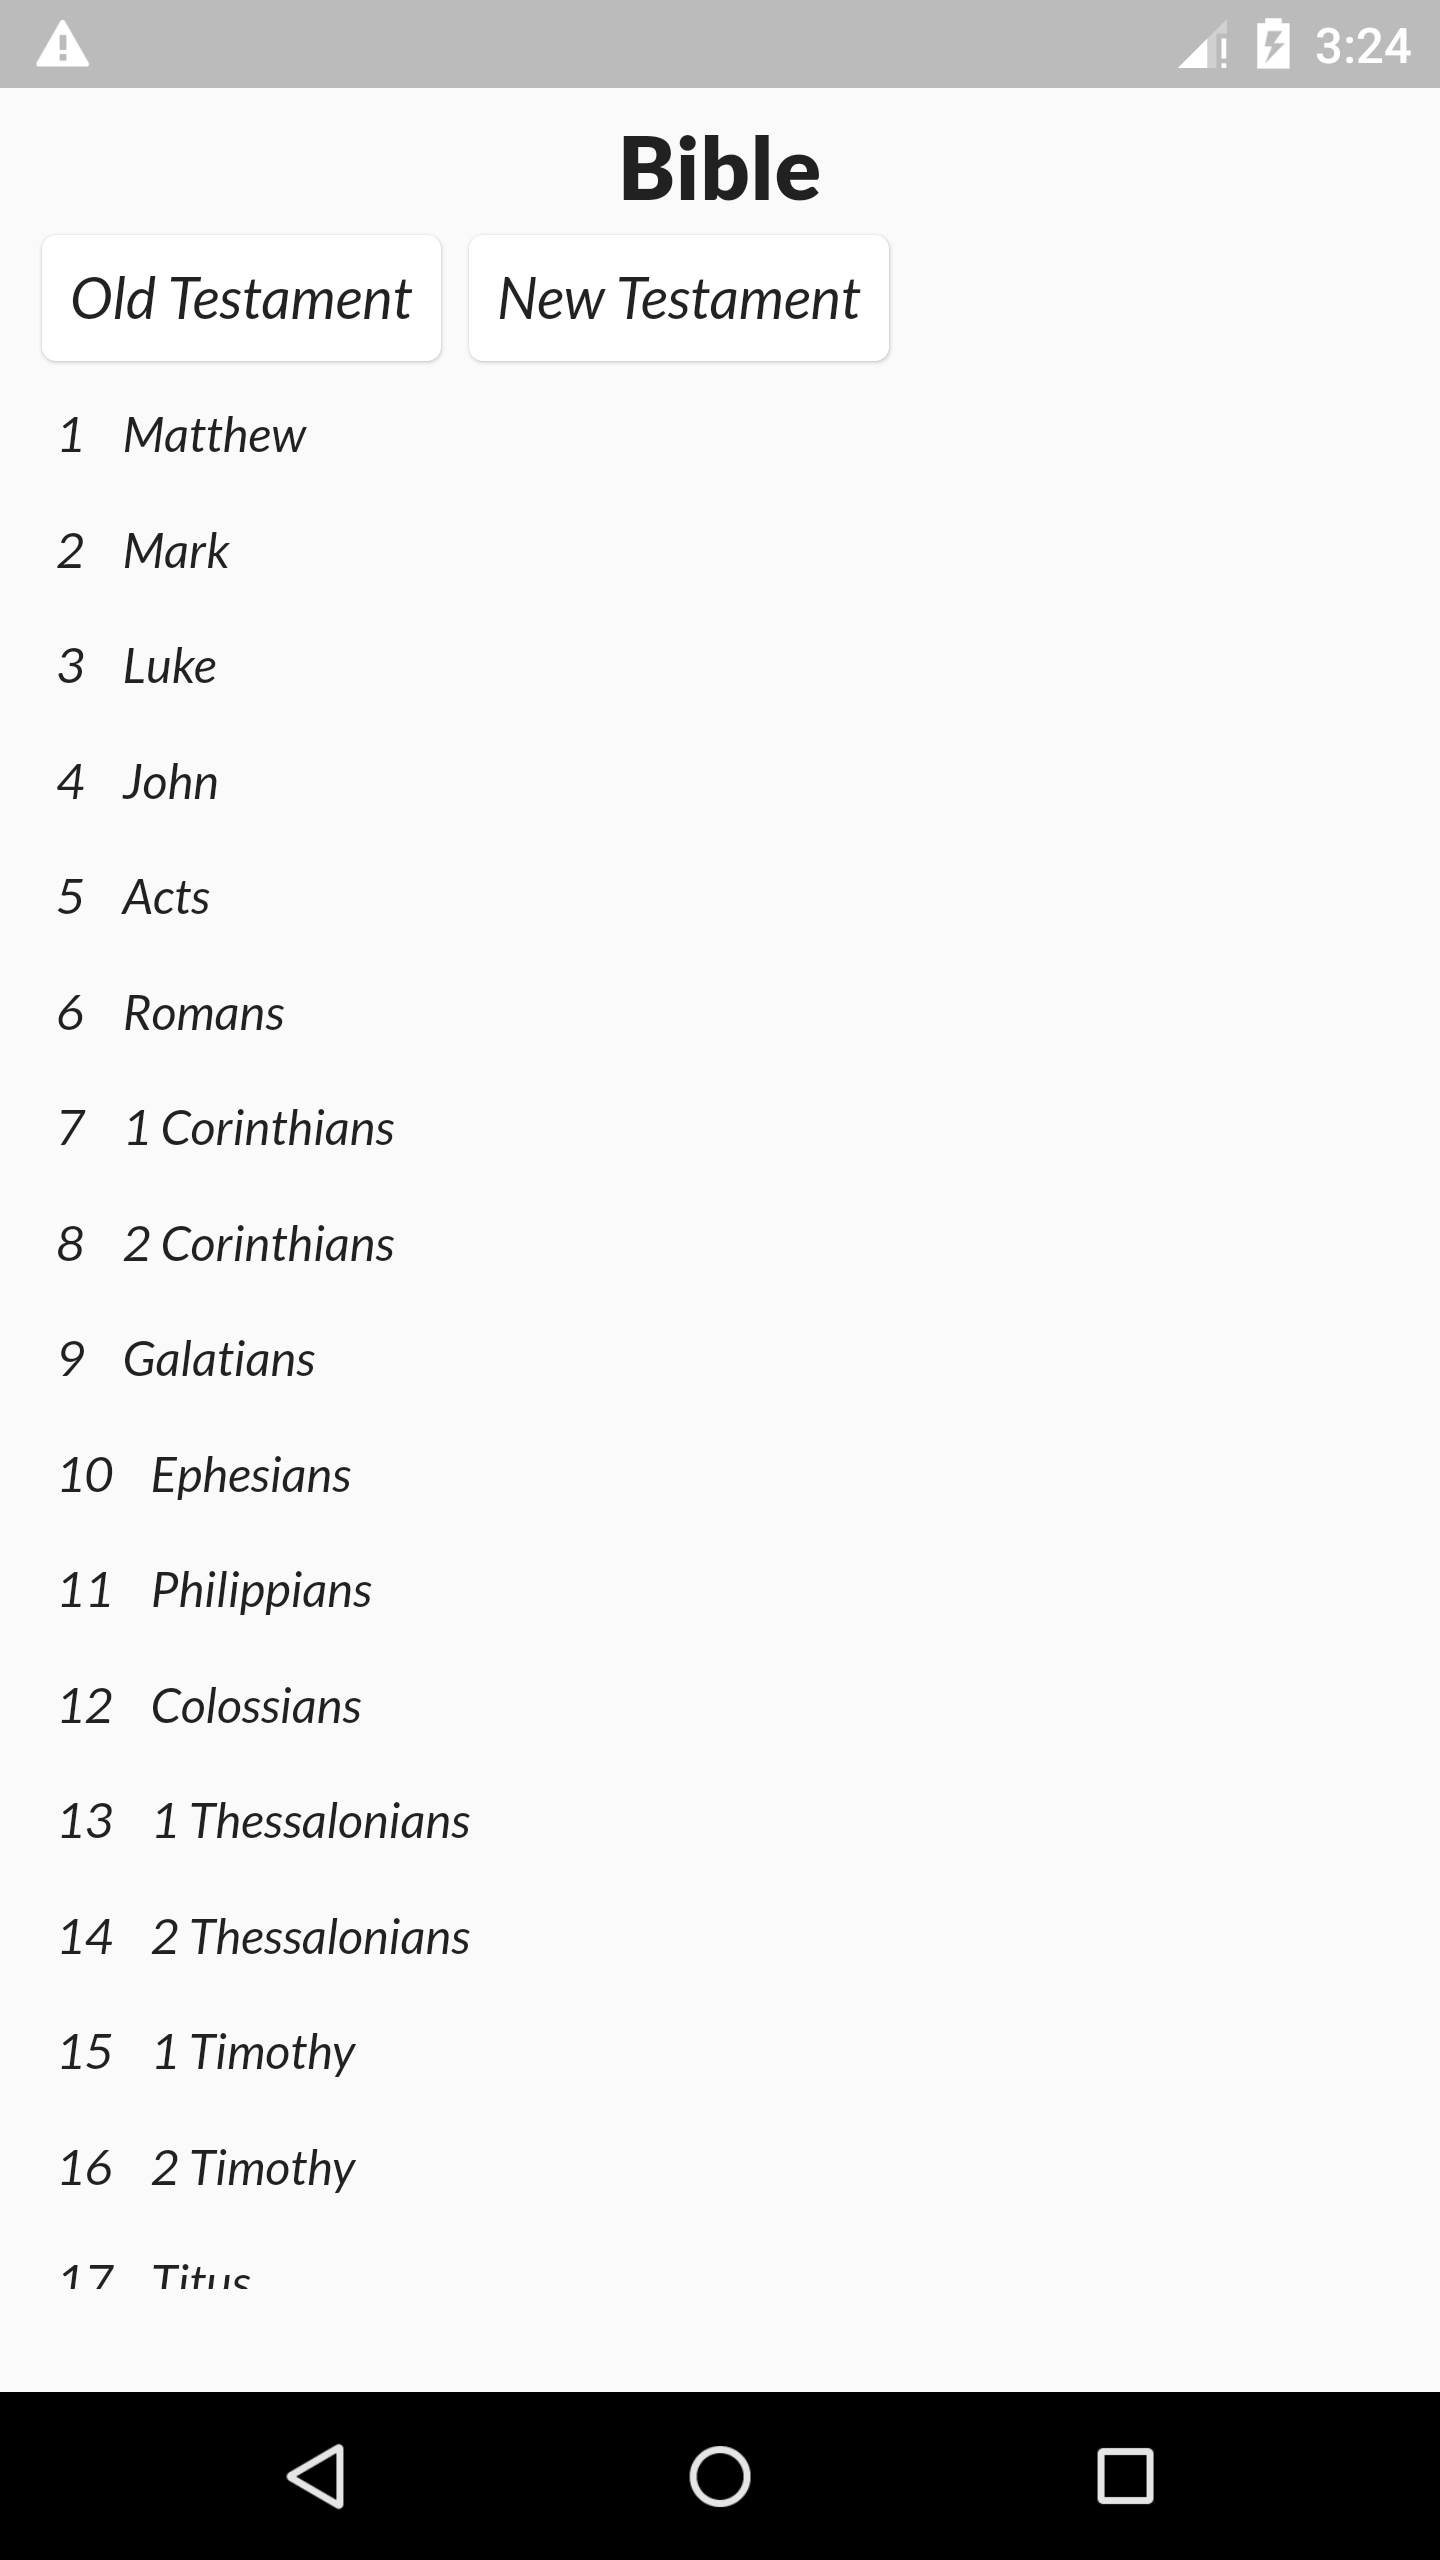 3:24
Bible
Old Testament New Testament
1 Matthew
2 Mark
3 Luke
4 John
5 Acts
6 Romans
7 1 Corinthians
8 2 Corinthians
9 Galatians
10 Ephesians
11 Philippians
12 Colossians
13 1 Thessalonians
14 2 Thessalonians
15 1 Timothy
16 2 Timothy
17 Titus